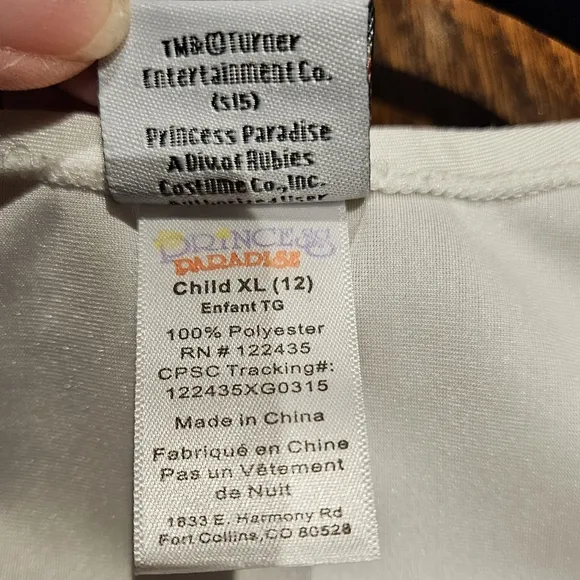 TM&©Turner
Entertainment Co.
(S15)
Princess Paradise
A Div.of Rubies
Costume Co.,Inc.
Authorized User
PRINCESS
PARADISE
Child XL (12)
Enfant TG
100% Polyester
RN # 122435
CPSC Tracking#:
122435XG0315
Made in China
Fabriqué en Chine
Pas un Vêtement
de Nuit
1833 E. Harmony Rd
Fort Collins,CO 80528